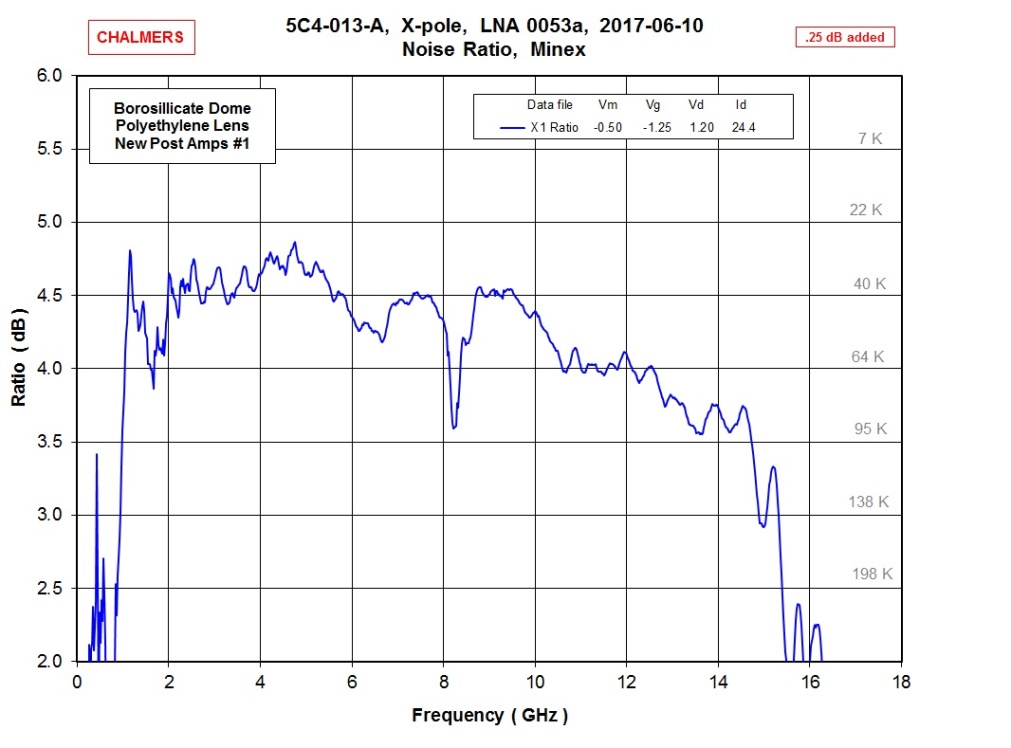 CHALMERS
5C4-013-A, X-pole, LNA 0053a, 2017-06-10
Noise Ratio, Minex
.25 dB added
Borosillicate Dome
Polyethylene Lens
New Post Amps #1
Data file Vm Vg Vd Id
X1 Ratio -0.50 -1.25 1.20 24.4
6.0
5.5
5.0
4.5
4.0
3.5
3.0
2.5
2.0
7 K
22 K
40 K
64 K
95 K
138 K
198 K
Ratio ( dB )
0 2 4 6 8 10 12 14 16 18
Frequency ( GHz )